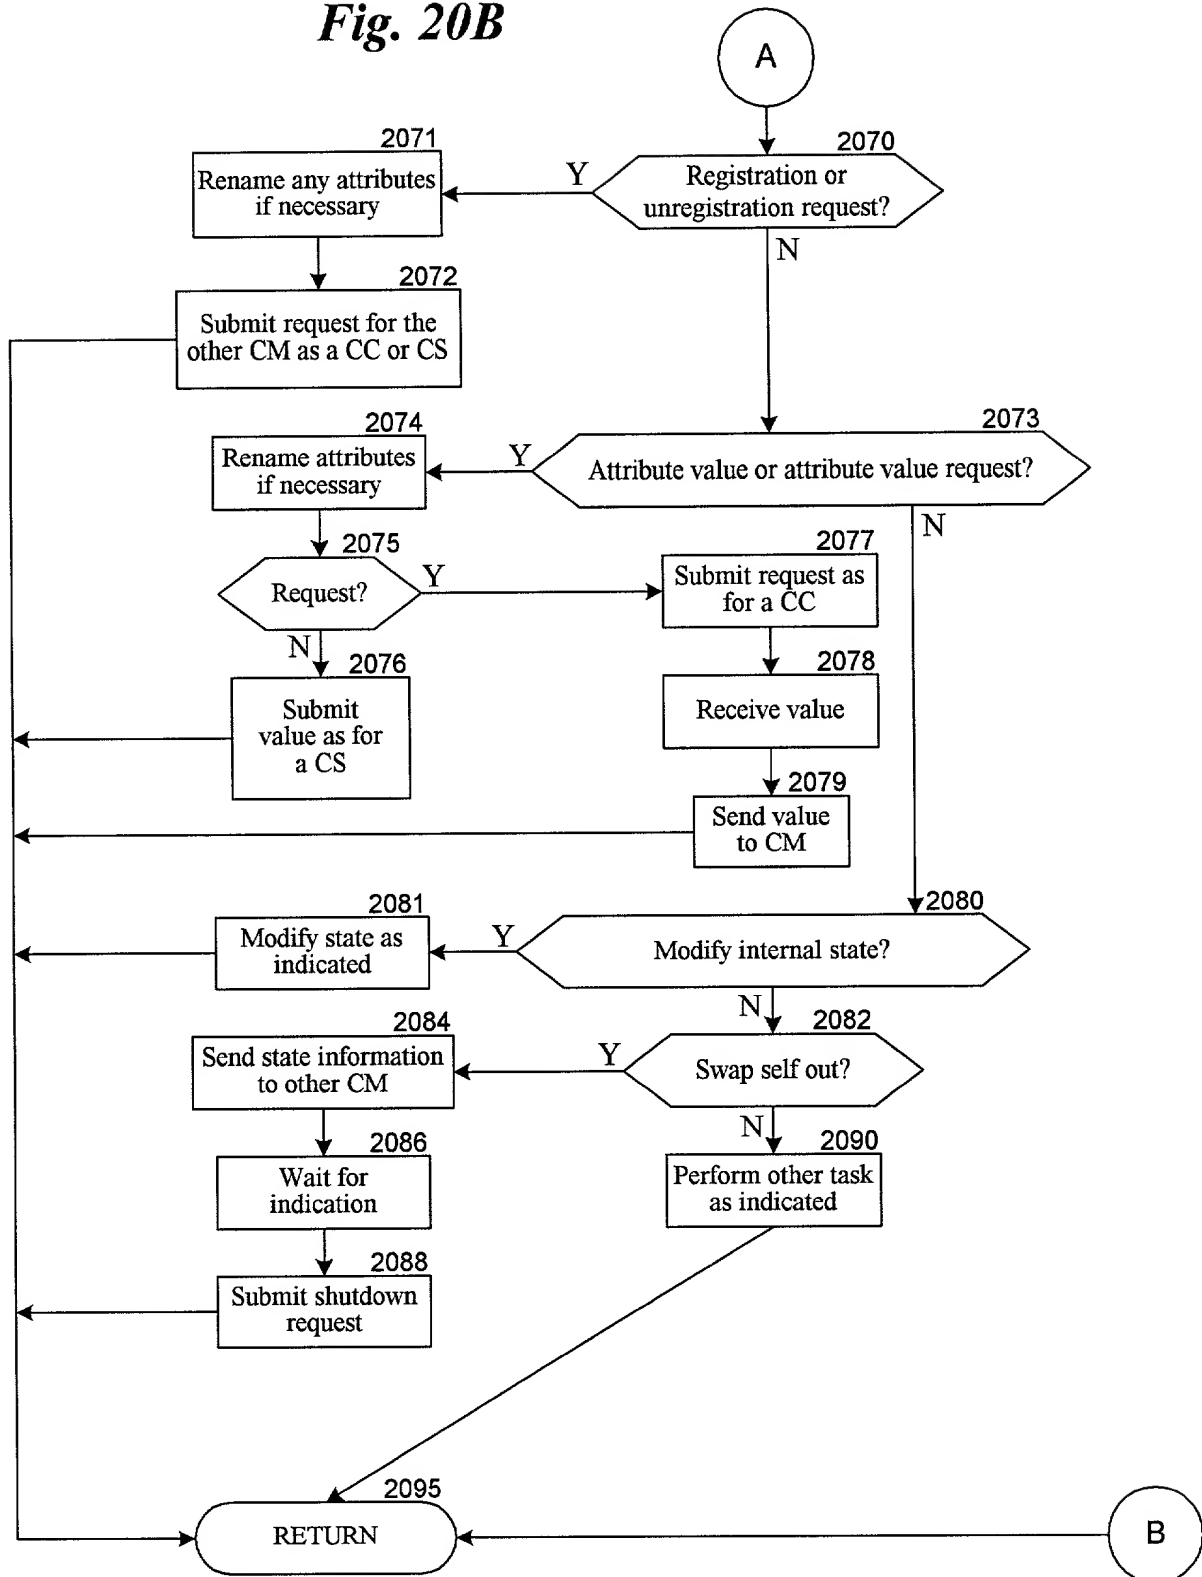 Fig. 20B
A
2070
Registration or
unregistration request?
Y
N
2071
Rename any attributes
if necessary
2072
Submit request for the
other CM as a CC or CS
2073
Attribute value or attribute value request?
Y
N
2074
Rename attributes
if necessary
2075
Request?
Y
N
2076
Submit
value as for
a CS
2077
Submit request as
for a CC
2078
Receive value
2079
Send value
to CM
2080
Modify internal state?
Y
N
2081
Modify state as
indicated
2082
Swap self out?
Y
N
2084
Send state information
to other CM
2086
Wait for
indication
2088
Submit shutdown
request
2090
Perform other task
as indicated
2095
RETURN
B